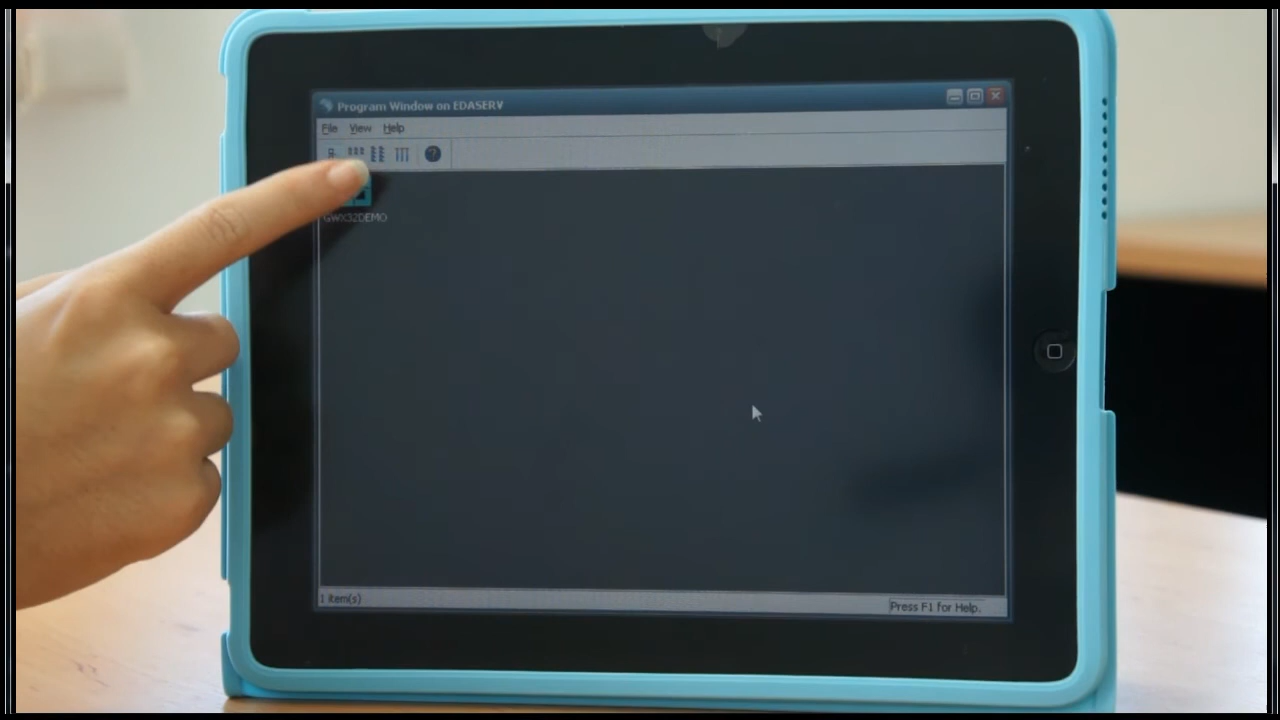 Program Window on EDASERV
File View Help
GWX32DEMO
1 item(s)
Press F1 for Help.